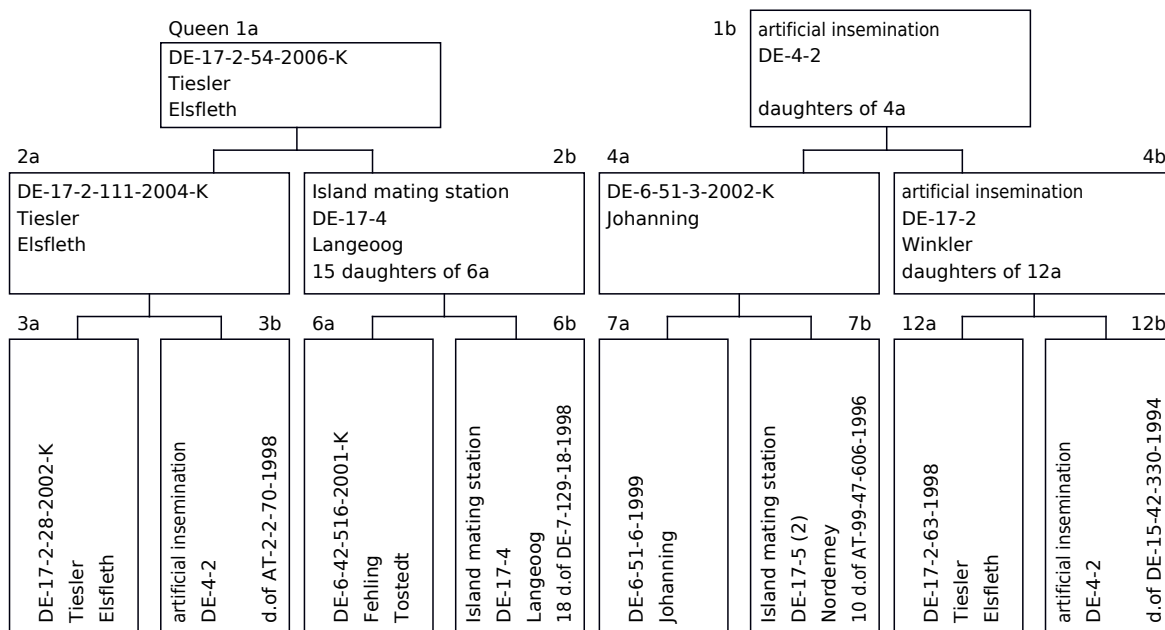 Queen 1a
DE-17-2-54-2006-K
Tiesler
Elsfleth
1b
artificial insemination
DE-4-2
daughters of 4a
2a
DE-17-2-111-2004-K
Tiesler
Elsfleth
2b
Island mating station
DE-17-4
Langeoog
15 daughters of 6a
4a
DE-6-51-3-2002-K
Johanning
4b
artificial insemination
DE-17-2
Winkler
daughters of 12a
3a
DE-17-2-28-2002-K
Tiesler
Elsfleth
3b
artificial insemination
DE-4-2
d.of AT-2-2-70-1998
6a
DE-6-42-516-2001-K
Fehling
Tostedt
6b
Island mating station
DE-17-4
Langeoog
18 d.of DE-7-129-18-1998
7a
DE-6-51-6-1999
Johanning
7b
Island mating station
DE-17-5 (2)
Norderney
10 d.of AT-99-47-606-1996
12a
DE-17-2-63-1998
Tiesler
Elsfleth
12b
artificial insemination
DE-4-2
d.of DE-15-42-330-1994